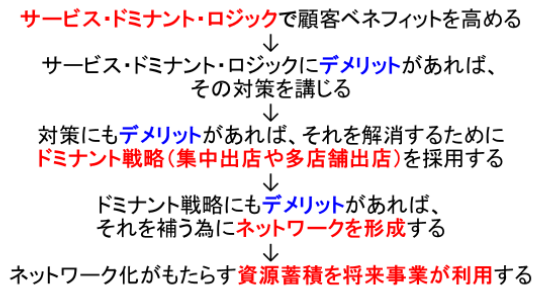 サービス・ドミナント・ロジックで顧客ベネフィットを高める
↓
サービス・ドミナント・ロジックにデメリットがあれば、
その対策を講じる
↓
対策にもデメリットがあれば、それを解消するために
ドミナント戦略(集中出店や多店舗出店)を採用する
↓
ドミナント戦略にもデメリットがあれば、
それを補う為にネットワークを形成する
↓
ネットワーク化がもたらす資源蓄積を将来事業が利用する